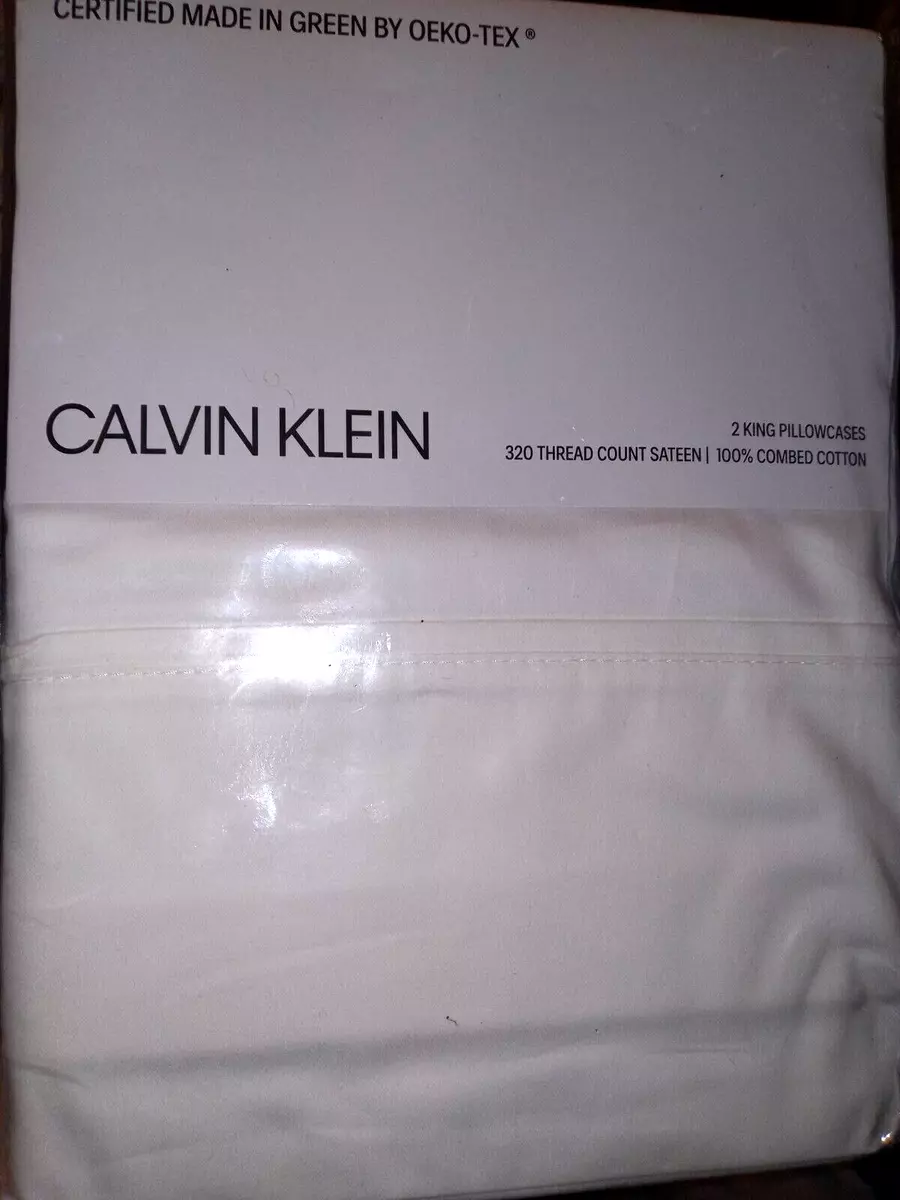 CERTIFIED MADE IN GREEN BY OEKO-TEX ®
CALVIN KLEIN
2 KING PILLOWCASES
320 THREAD COUNT SATEEN | 100% COMBED COTTON